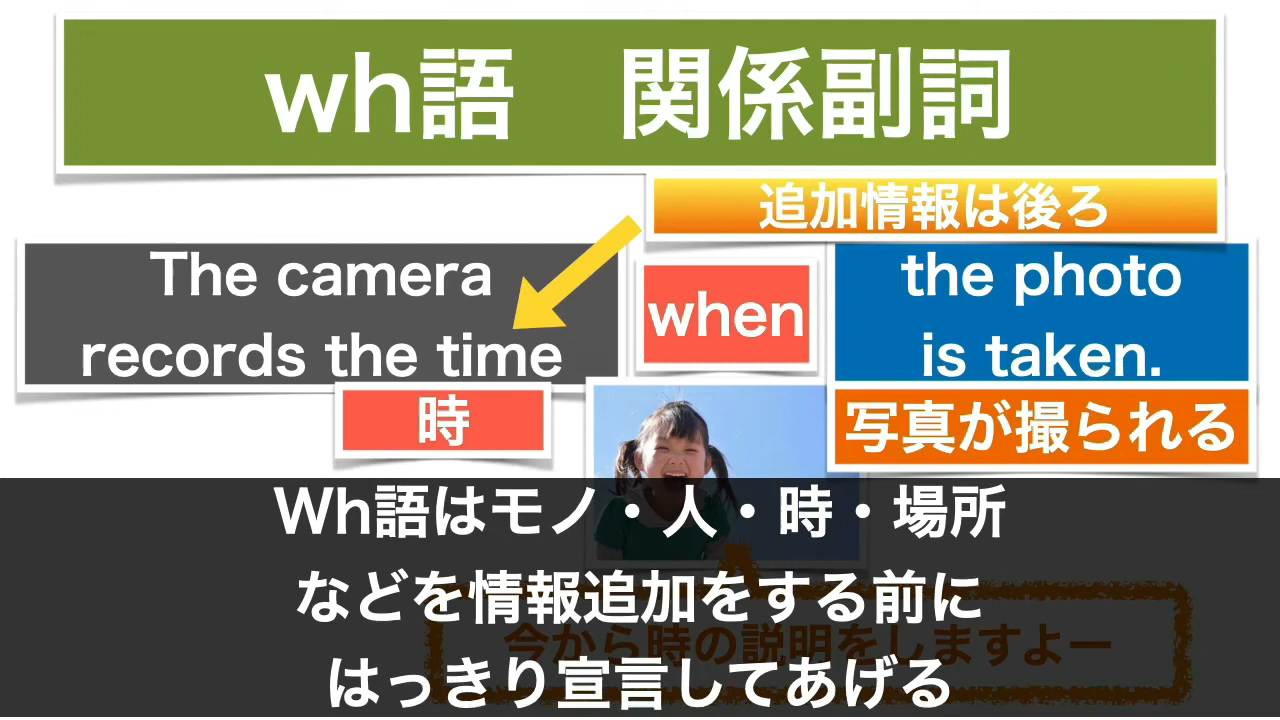 wh語　関係副詞
追加情報は後ろ
The camera
records the time
when
the photo
is taken.
時
写真が撮られる
Wh語はモノ・人・時・場所
などを情報追加をする前に
今から時の説明をしますよー
はっきり宣言してあげる